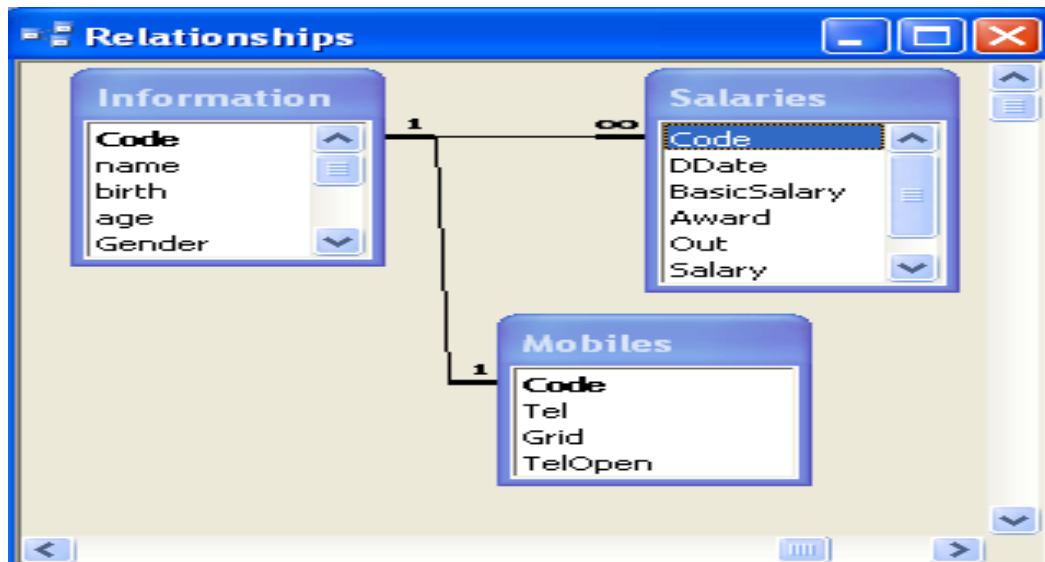 Relationships
Information
Code
name
birth
age
Gender
1
∞
Salaries
Code
DDate
BasicSalary
Award
Out
Salary
1
Mobiles
Code
Tel
Grid
TelOpen